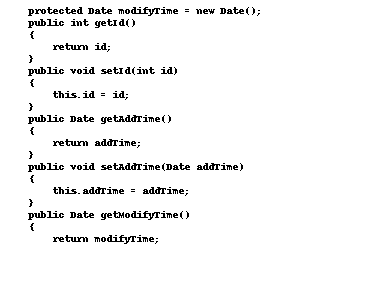 protected Date modifyTime = new Date();
public int getId()
{
    return id;
}
public void setId(int id)
{
    this.id = id;
}
public Date getAddTime()
{
    return addTime;
}
public void setAddTime(Date addTime)
{
    this.addTime = addTime;
}
public Date getModifyTime()
{
    return modifyTime;